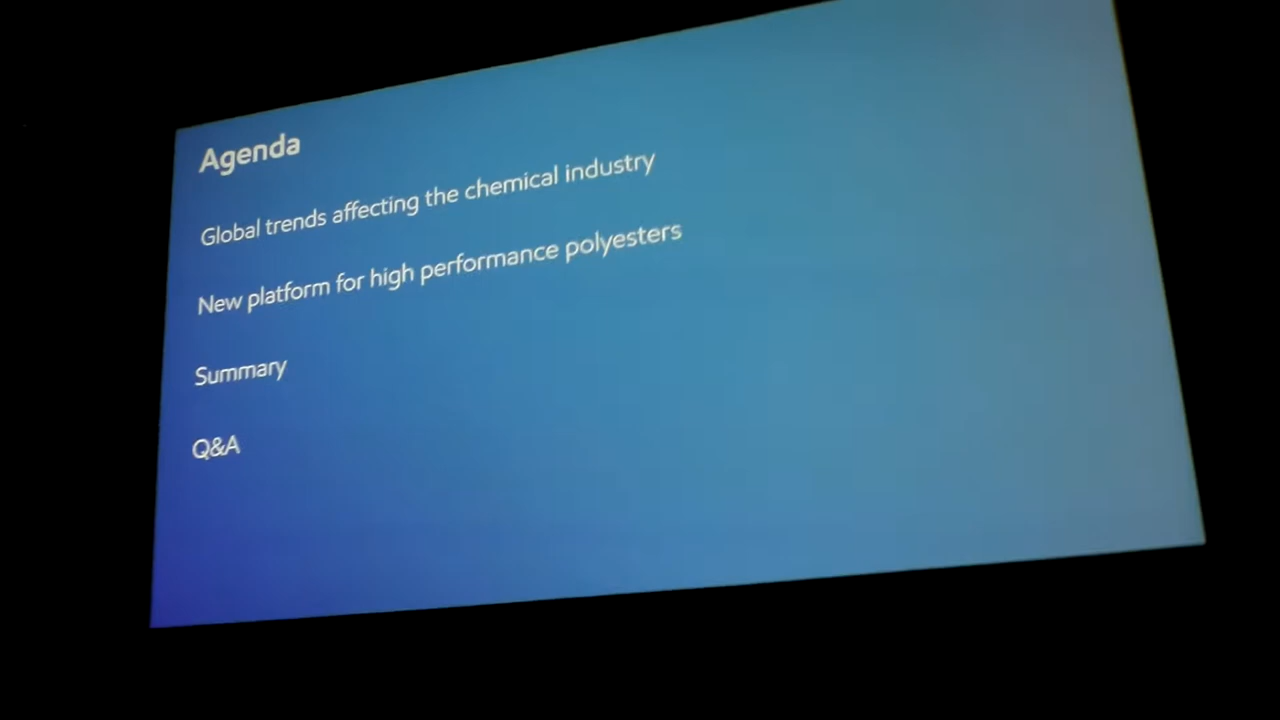 Agenda
Global trends affecting the chemical industry
New platform for high performance polyesters
Summary
Q&A